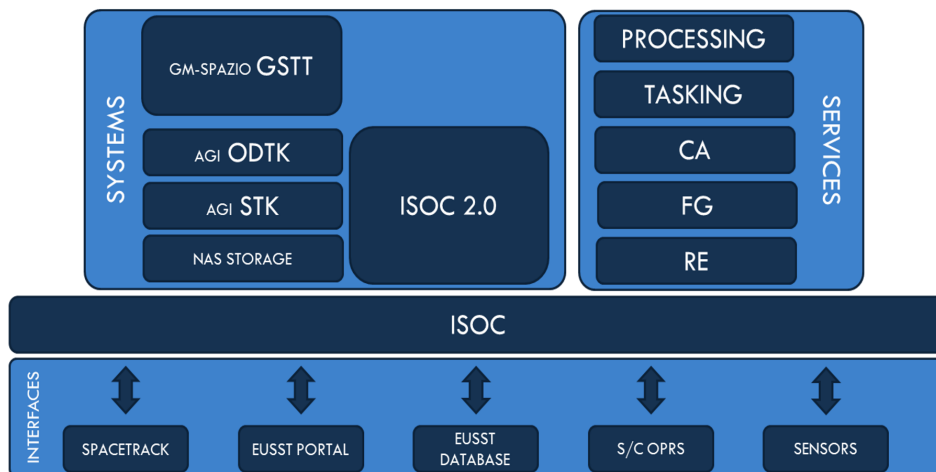 SYSTEMS
GM-SPAZIO GSTT
AGI ODTK
AGI STK
NAS STORAGE
ISOC 2.0
PROCESSING
TASKING
CA
FG
RE
SERVICES
ISOC
INTERFACES
SPACETRACK
EUSST PORTAL
EUSST
DATABASE
S/C OPRS
SENSORS